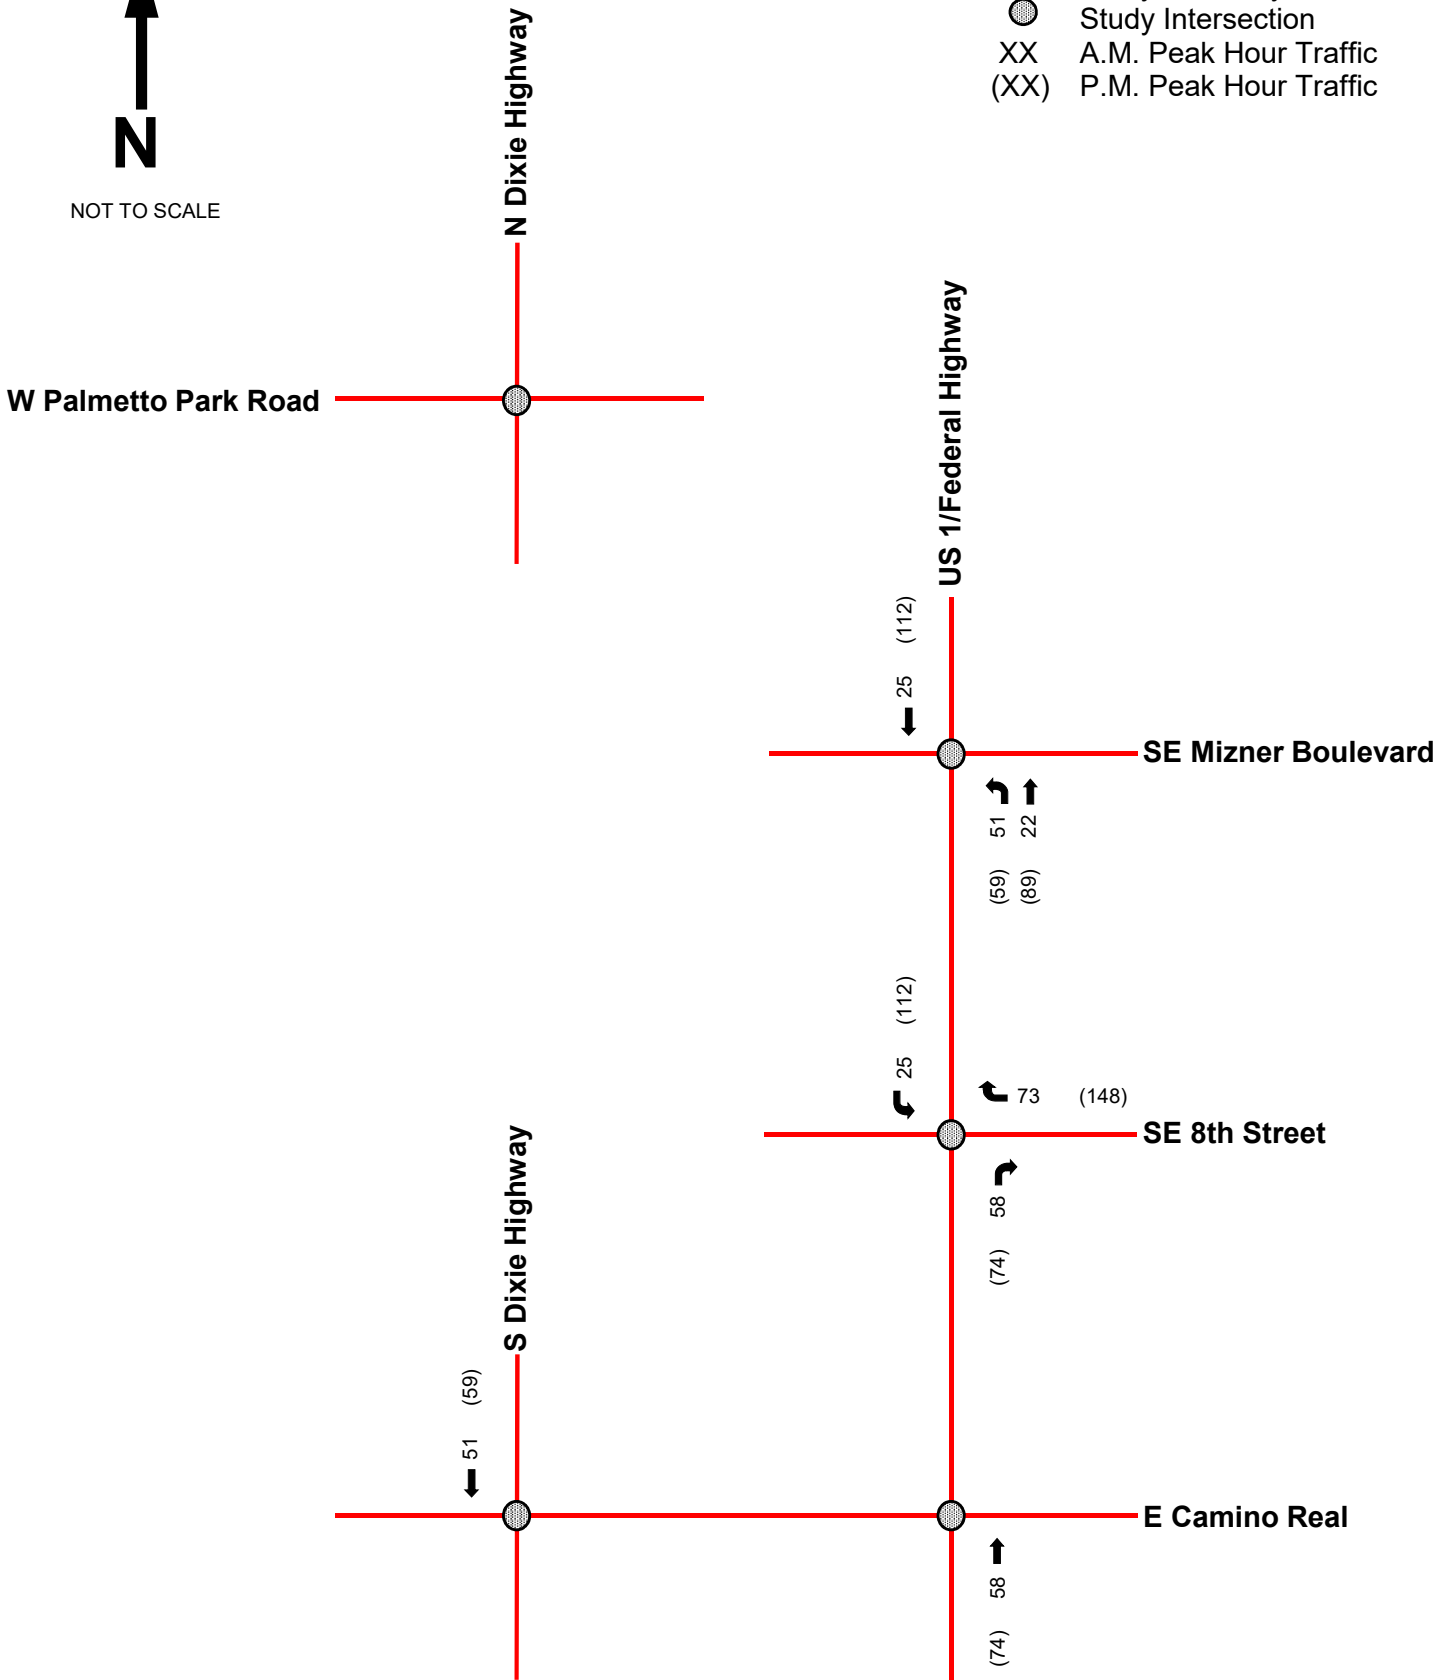 Study Intersection
XX A.M. Peak Hour Traffic
(XX) P.M. Peak Hour Traffic
N
NOT TO SCALE
N Dixie Highway
W Palmetto Park Road
US 1/Federal Highway
25 (112)
SE Mizner Boulevard
(59) 51
(89) 22
25 (112)
73 (148)
SE 8th Street
(74) 58
S Dixie Highway
51 (59)
E Camino Real
(74) 58